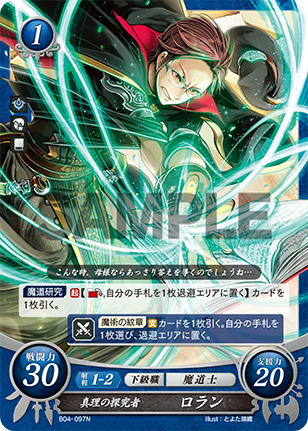 1
SAMPLE
こんな時、母様ならあっさり答えを導くのでしょうね…
魔道研究 起 【 、自分の手札を1枚退避エリアに置く】カードを
1枚引く。
魔術の紋章 支 カードを1枚引く。自分の手札を
1枚選び、退避エリアに置く。
戦闘力
30
射程 1-2 下級職 魔道士
支援力
20
真理の探究者 ロラン
B04-097N
Illust:とよた瑣織